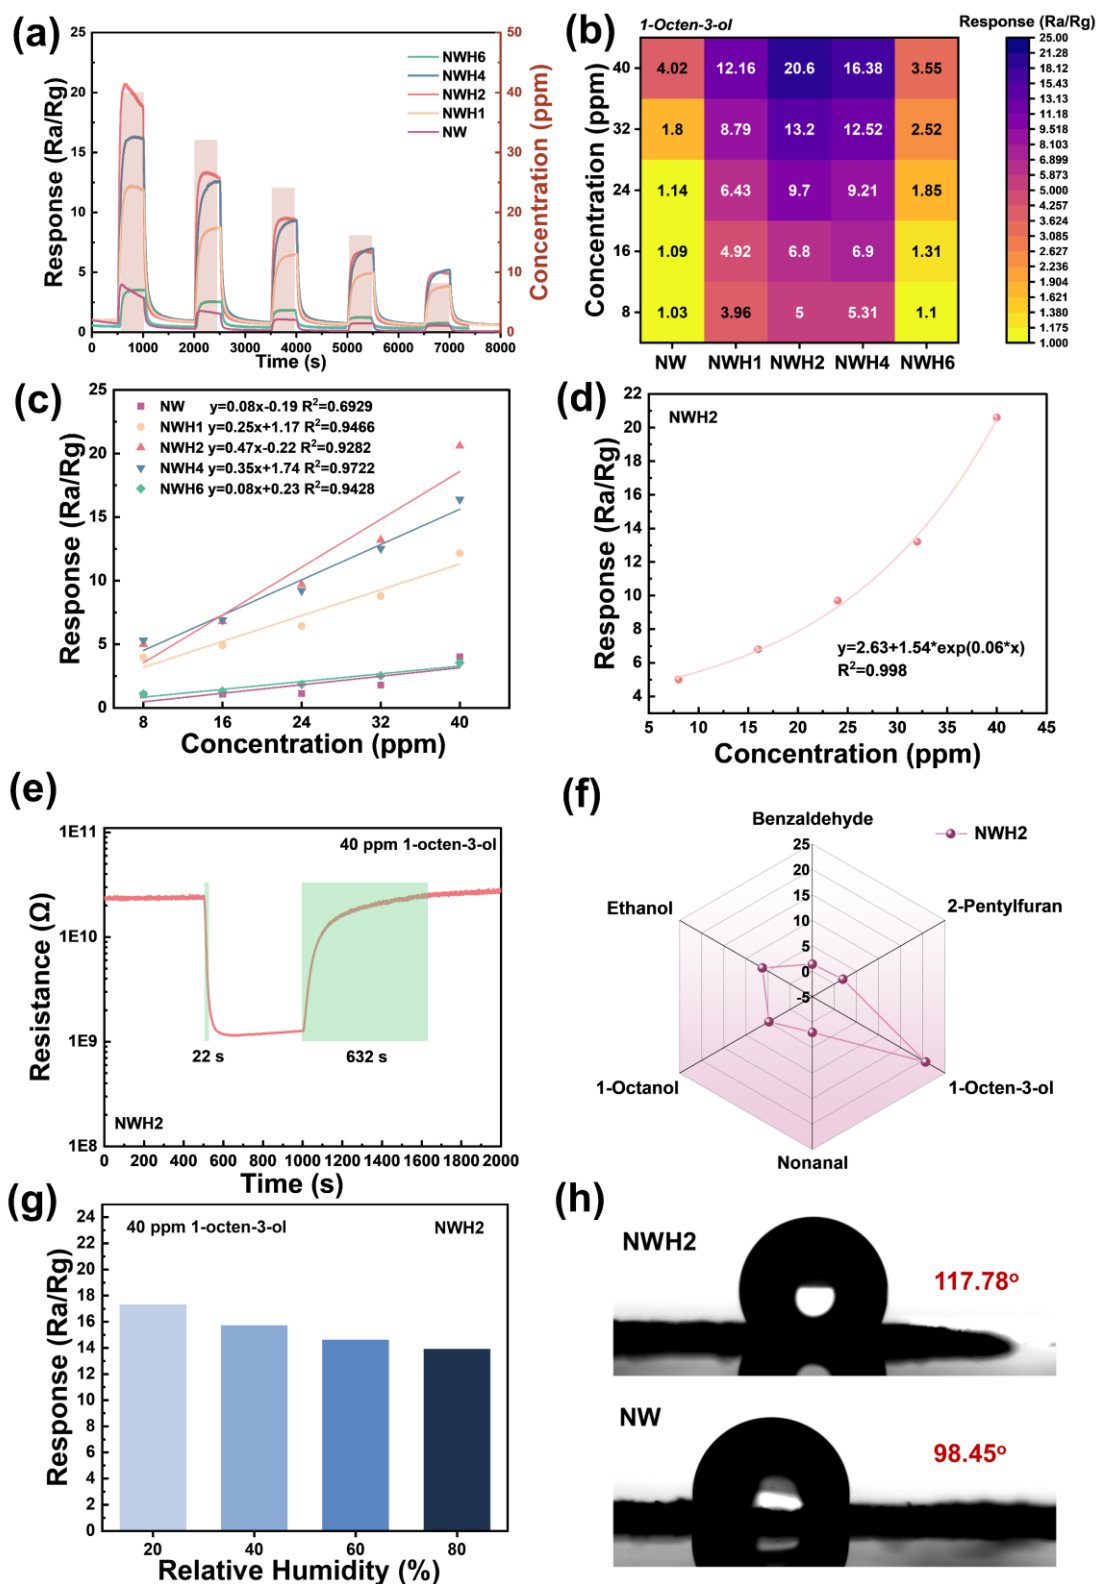 (a)
Response (Ra/Rg)
25
20
15
10
5
0
NWH6
NWH4
NWH2
NWH1
NW
50
40
30
20
10
0
Concentration (ppm)
0 1000 2000 3000 4000 5000 6000 7000 8000
Time (s)
(b)
1-Octen-3-ol
Response (Ra/Rg)
Concentration (ppm)
40 4.02 12.16 20.6 16.38 3.55
32 1.8 8.79 13.2 12.52 2.52
24 1.14 6.43 9.7 9.21 1.85
16 1.09 4.92 6.8 6.9 1.31
8 1.03 3.96 5 5.31 1.1
NW NWH1 NWH2 NWH4 NWH6
25.00
21.28
18.12
15.43
13.13
11.18
9.518
8.103
6.899
5.873
5.000
4.257
3.624
3.085
2.627
2.236
1.904
1.621
1.380
1.175
1.000
(c)
Response (Ra/Rg)
25
20
15
10
5
0
NW y=0.08x-0.19 R²=0.6929
NWH1 y=0.25x+1.17 R²=0.9466
NWH2 y=0.47x-0.22 R²=0.9282
NWH4 y=0.35x+1.74 R²=0.9722
NWH6 y=0.08x+0.23 R²=0.9428
8 16 24 32 40
Concentration (ppm)
(d)
Response (Ra/Rg)
22
20
18
16
14
12
10
8
6
4
NWH2
y=2.63+1.54*exp(0.06*x)
R²=0.998
5 10 15 20 25 30 35 40 45
Concentration (ppm)
(e)
Resistance (Ω)
1E11
1E10
1E9
1E8
40 ppm 1-octen-3-ol
22 s
632 s
NWH2
0 200 400 600 800 1000 1200 1400 1600 1800 2000
Time (s)
(f)
NWH2
Benzaldehyde
2-Pentylfuran
1-Octen-3-ol
Nonanal
1-Octanol
Ethanol
25
20
15
10
5
0
-5
(g)
Response (Ra/Rg)
24
22
20
18
16
14
12
10
8
6
4
2
0
40 ppm 1-octen-3-ol
NWH2
20 40 60 80
Relative Humidity (%)
(h)
NWH2
117.78°
NW
98.45°